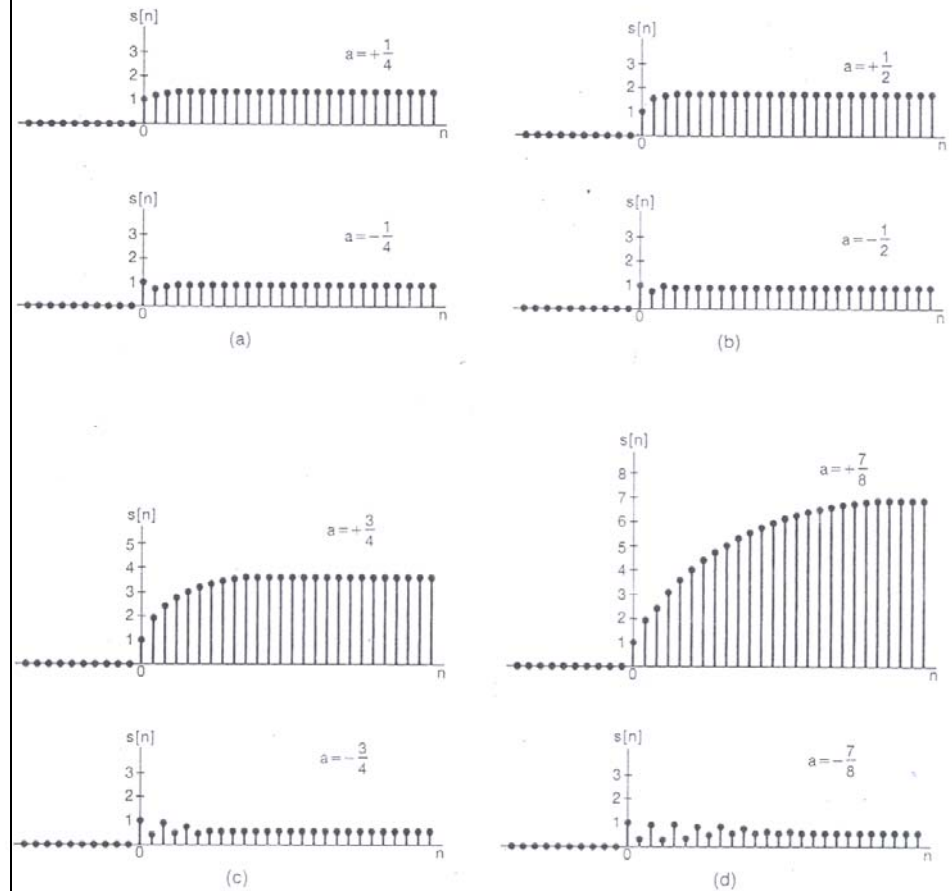 s[n]
3
2
1
0
n
a=+1/4
s[n]
3
2
1
0
n
a=+1/2
s[n]
3
2
1
0
a=-1/4
(a)
s[n]
3
2
1
0
n
a=-1/2
(b)
s[n]
5
4
3
2
1
0
n
a=+3/4
s[n]
8
7
6
5
4
3
2
1
0
n
a=+7/8
s[n]
3
2
1
0
n
a=-3/4
(c)
s[n]
3
2
1
0
n
a=-7/8
(d)